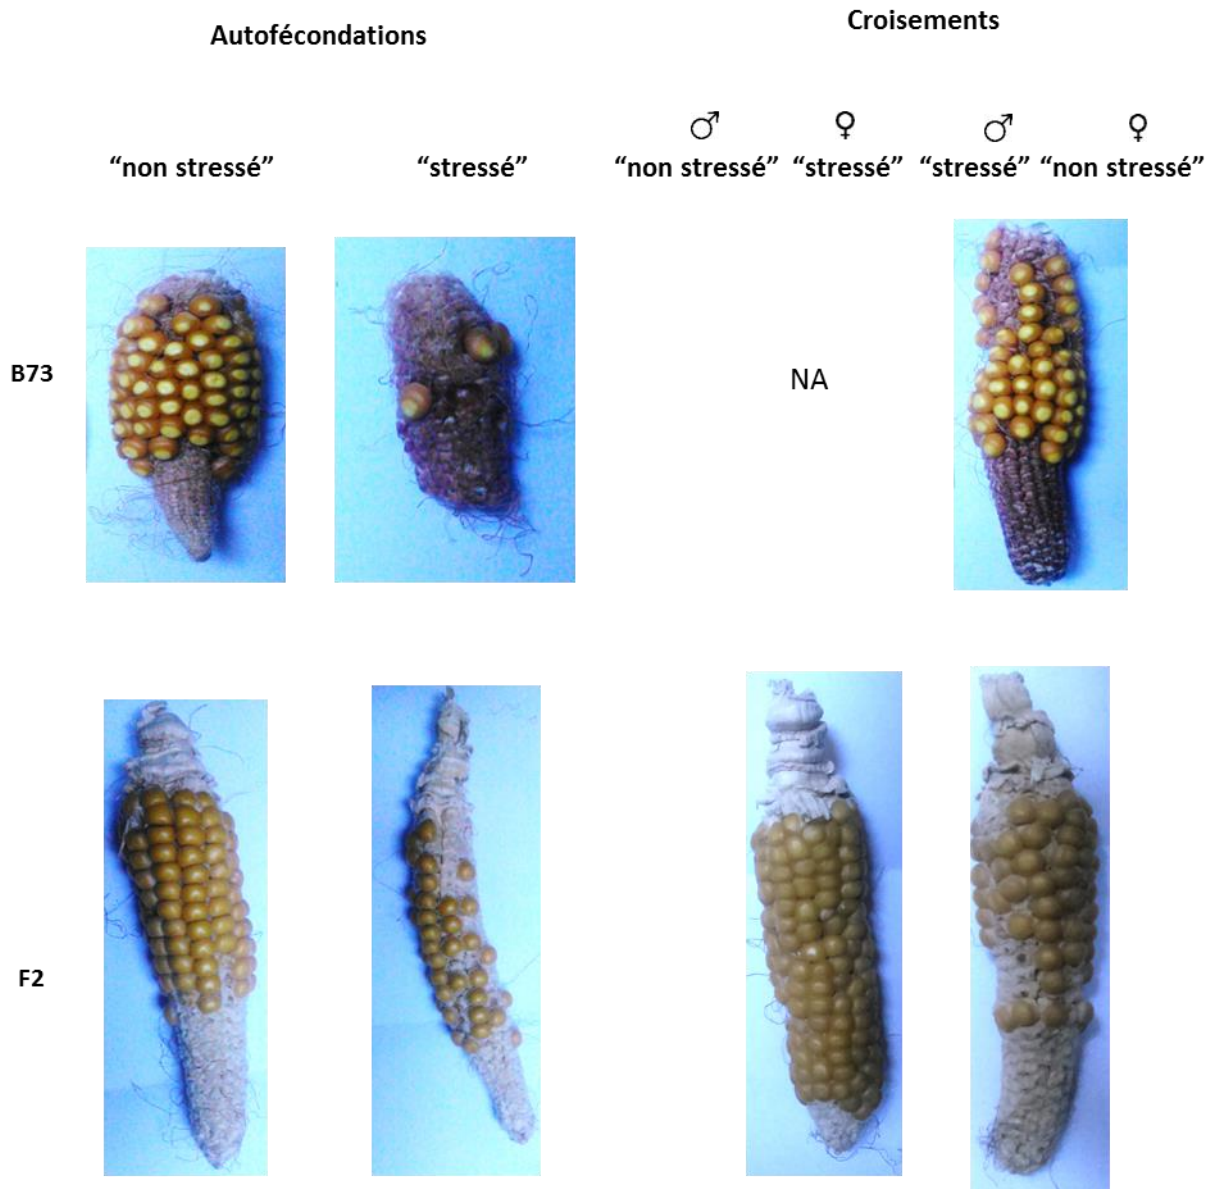 Autofécondations
Croisements
♂ ♀ ♂ ♀
“non stressé” “stressé” “non stressé” “stressé” “stressé” “non stressé”
B73
NA
F2